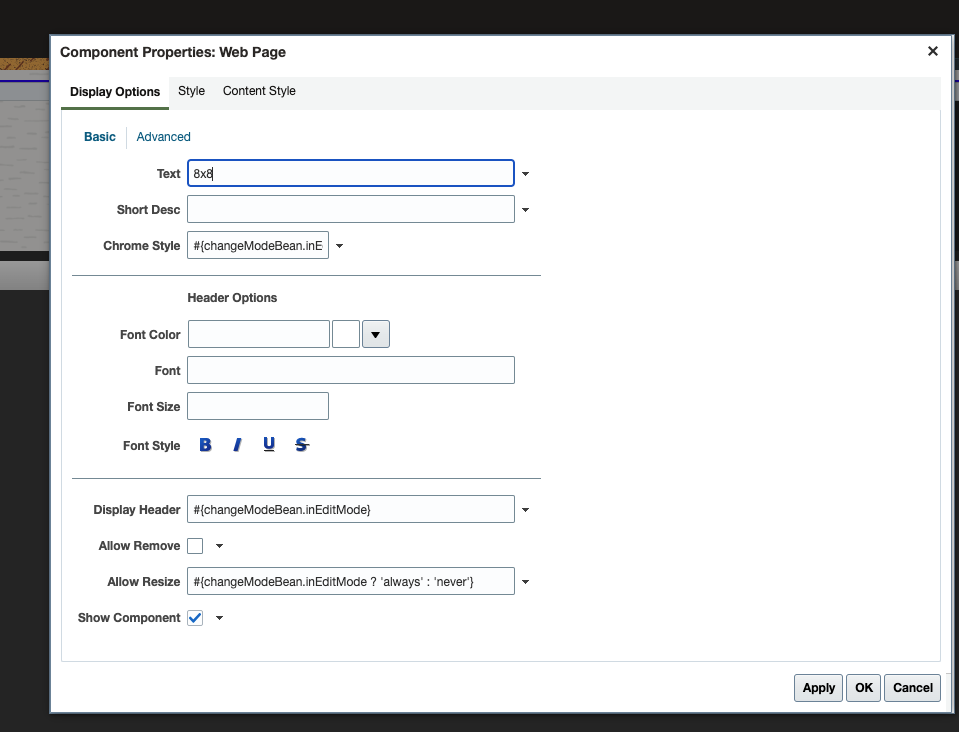 Component Properties: Web Page
Display Options Style Content Style
Basic Advanced
Text 8x8
Short Desc
Chrome Style #{changeModeBean.inE
Header Options
Font Color
Font
Font Size
Font Style B I U S
Display Header #{changeModeBean.inEditMode}
Allow Remove
Allow Resize #{changeModeBean.inEditMode ? 'always' : 'never'}
Show Component
Apply OK Cancel